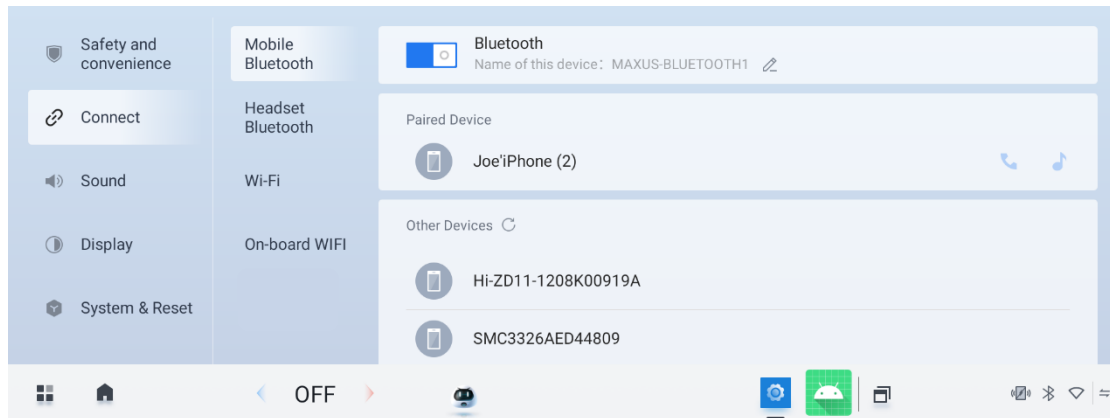 Safety and
convenience
Connect
Sound
Display
System & Reset
Mobile
Bluetooth
Headset
Bluetooth
Wi-Fi
On-board WIFI
Bluetooth
Name of this device: MAXUS-BLUETOOTH1
Paired Device
Joe'iPhone (2)
Other Devices
Hi-ZD11-1208K00919A
SMC3326AED44809
OFF